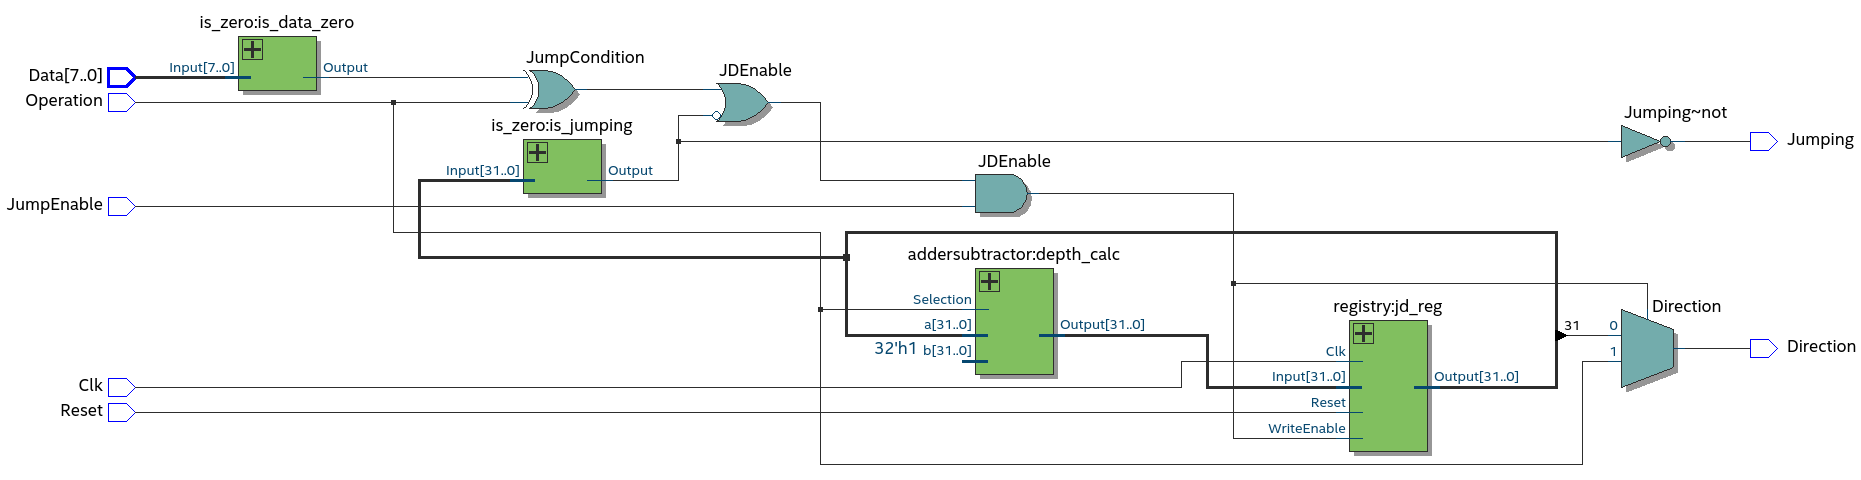 is_zero:is_data_zero
Data[7..0]
Input[7..0]
Output
Operation
JumpCondition
JDEnable
is_zero:is_jumping
Input[31..0]
Output
Jumping~not
Jumping
JumpEnable
JDEnable
addersubtractor:depth_calc
Selection
a[31..0]
32'h1 b[31..0]
Output[31..0]
registry:jd_reg
Clk
Input[31..0]
Reset
WriteEnable
Output[31..0]
Direction
31
0
1
Direction
Clk
Reset